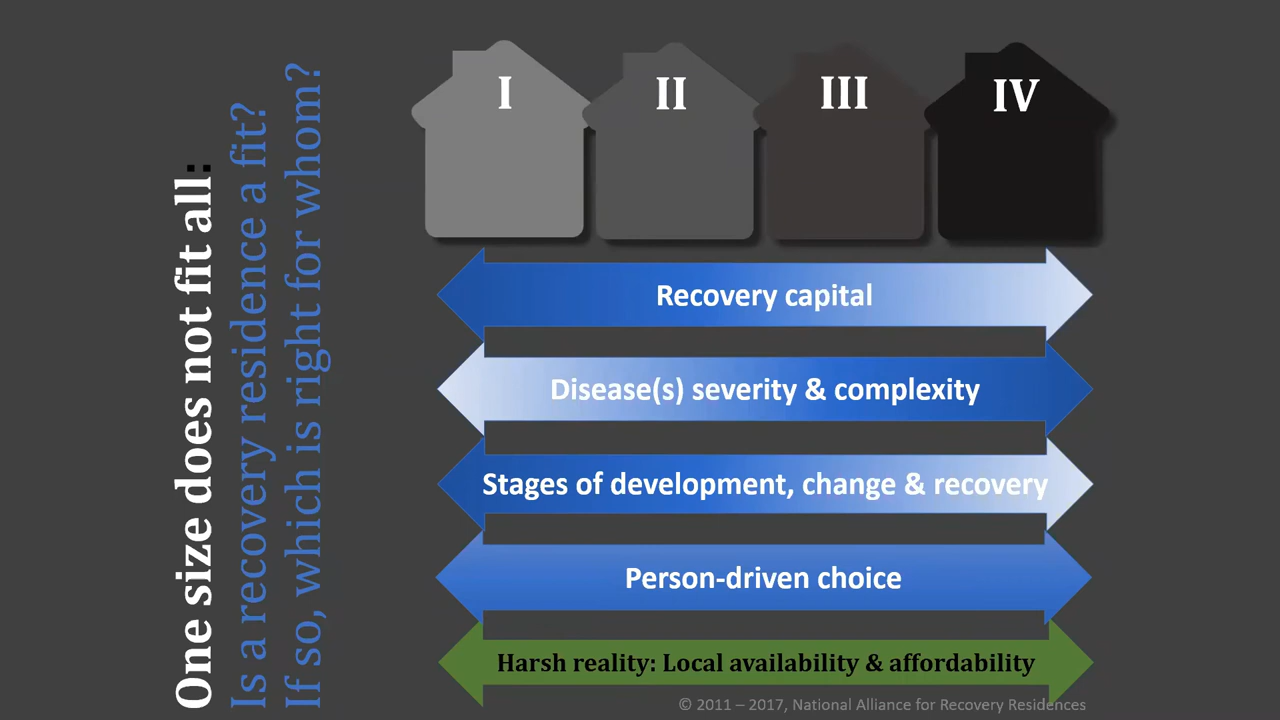 One size does not fit all:
Is a recovery residence a fit?
If so, which is right for whom?
I
II
III
IV
Recovery capital
Disease(s) severity & complexity
Stages of development, change & recovery
Person-driven choice
Harsh reality: Local availability & affordability
© 2011 – 2017, National Alliance for Recovery Residences